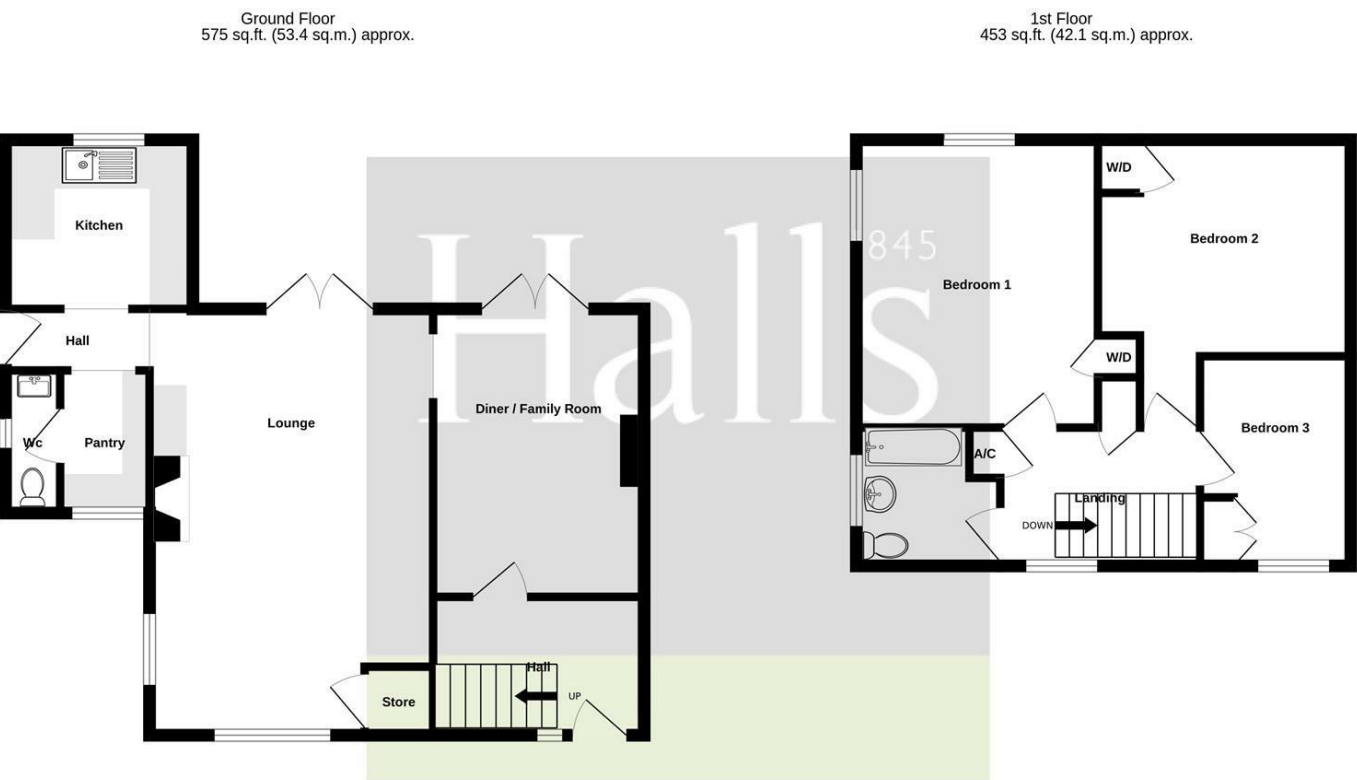 Ground Floor
575 sq.ft. (53.4 sq.m.) approx.
1st Floor
453 sq.ft. (42.1 sq.m.) approx.
Kitchen
Hall
Wc
Pantry
Lounge
Diner / Family Room
Hall
UP
Store
Halls
845
W/D
Bedroom 2
Bedroom 1
W/D
Bedroom 3
A/C
Landing
DOWN